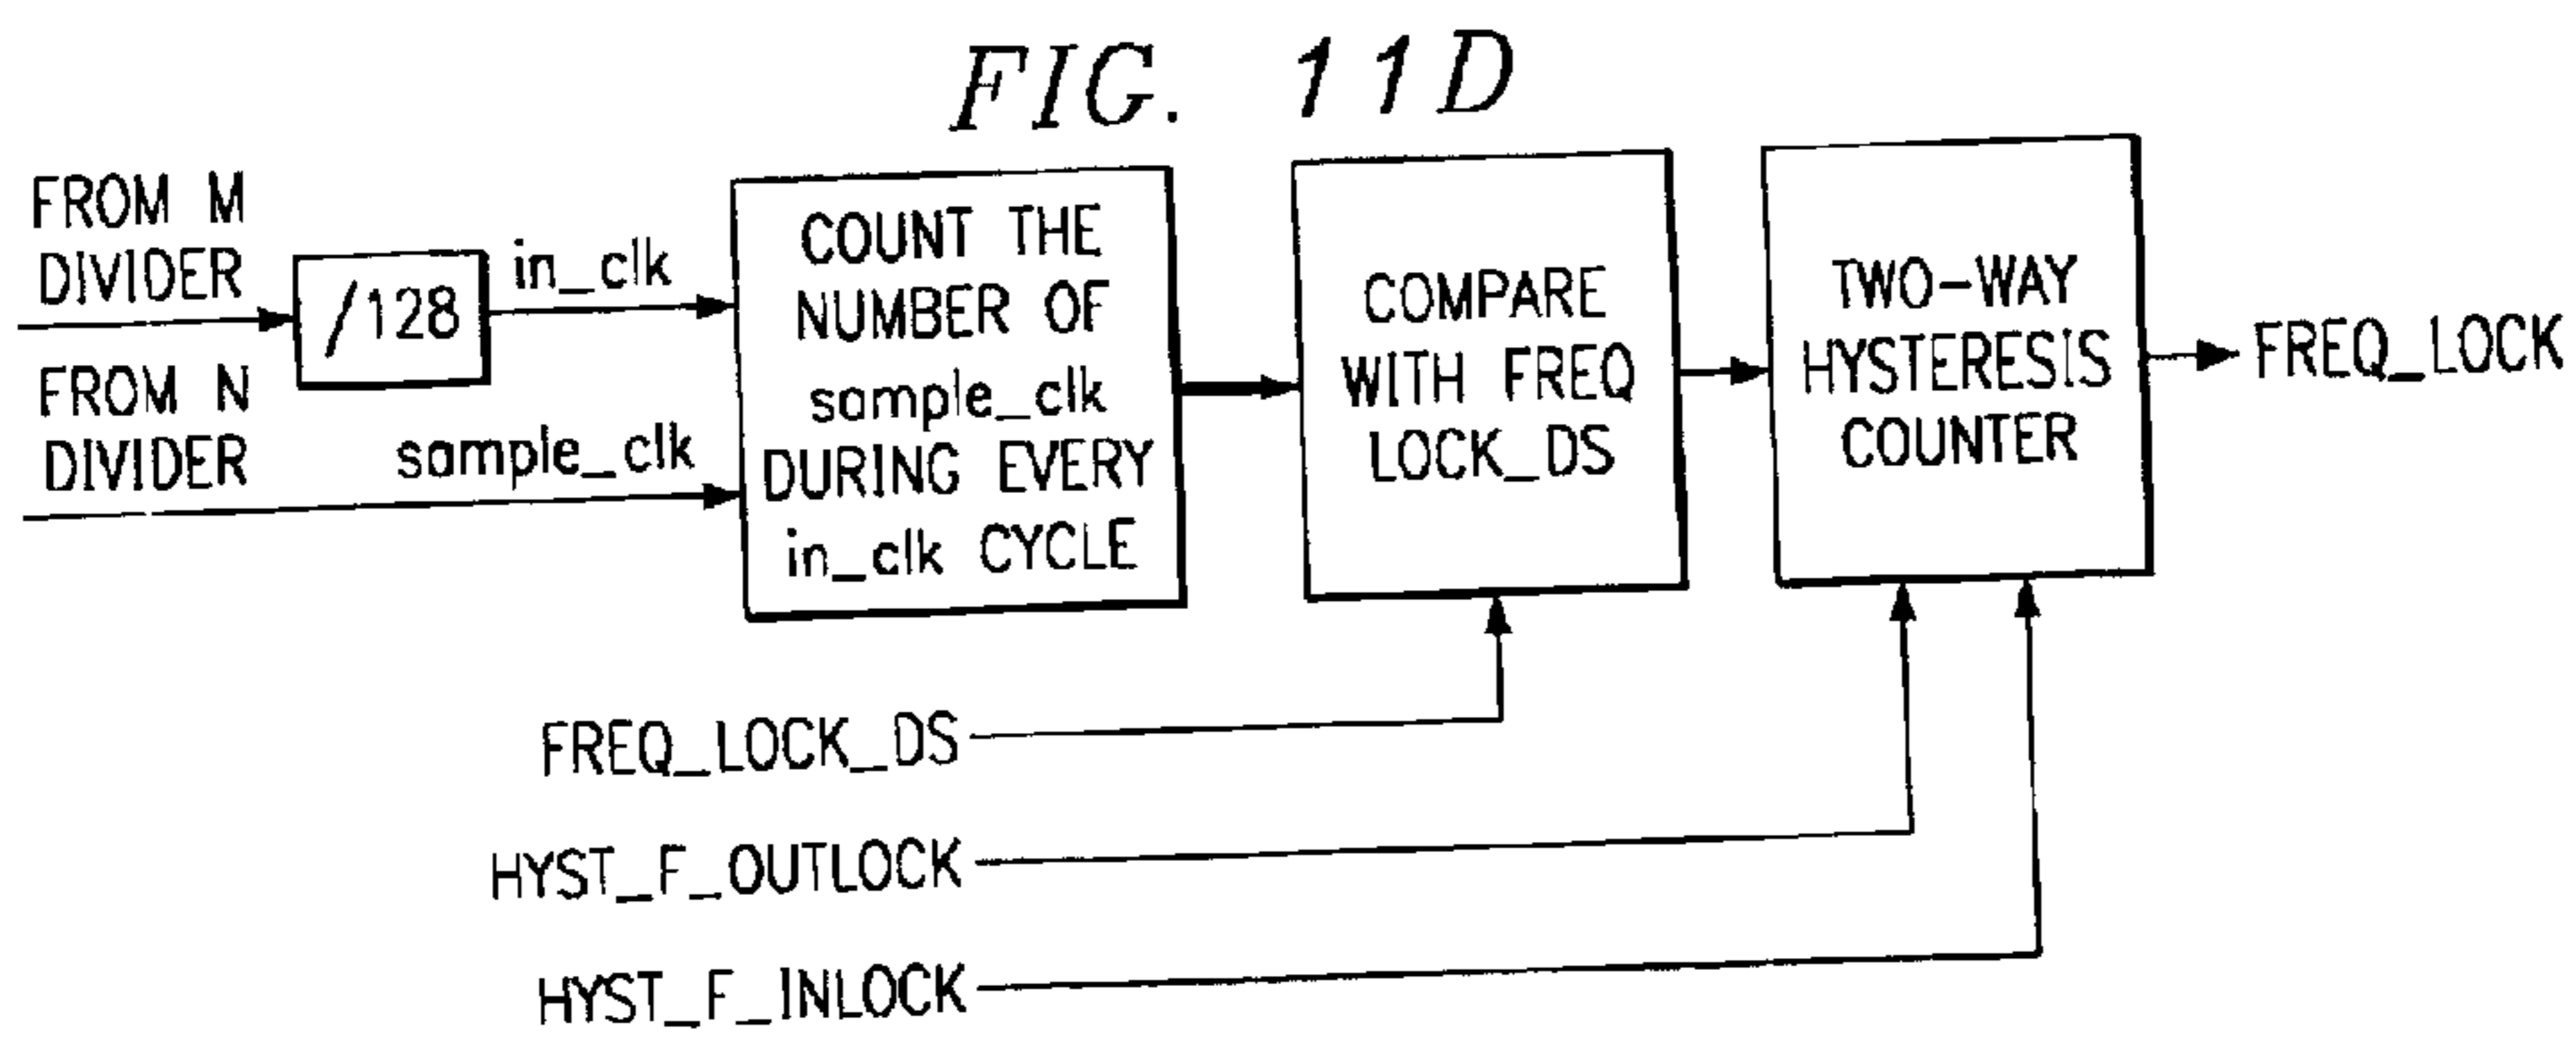 FIG. 11D
FROM M
DIVIDER
/128
in_clk
FROM N
DIVIDER
sample_clk
COUNT THE
NUMBER OF
sample_clk
DURING EVERY
in_clk CYCLE
COMPARE
WITH FREQ
LOCK_DS
TWO-WAY
HYSTERESIS
COUNTER
FREQ_LOCK
FREQ_LOCK_DS
HYST_F_OUTLOCK
HYST_F_INLOCK